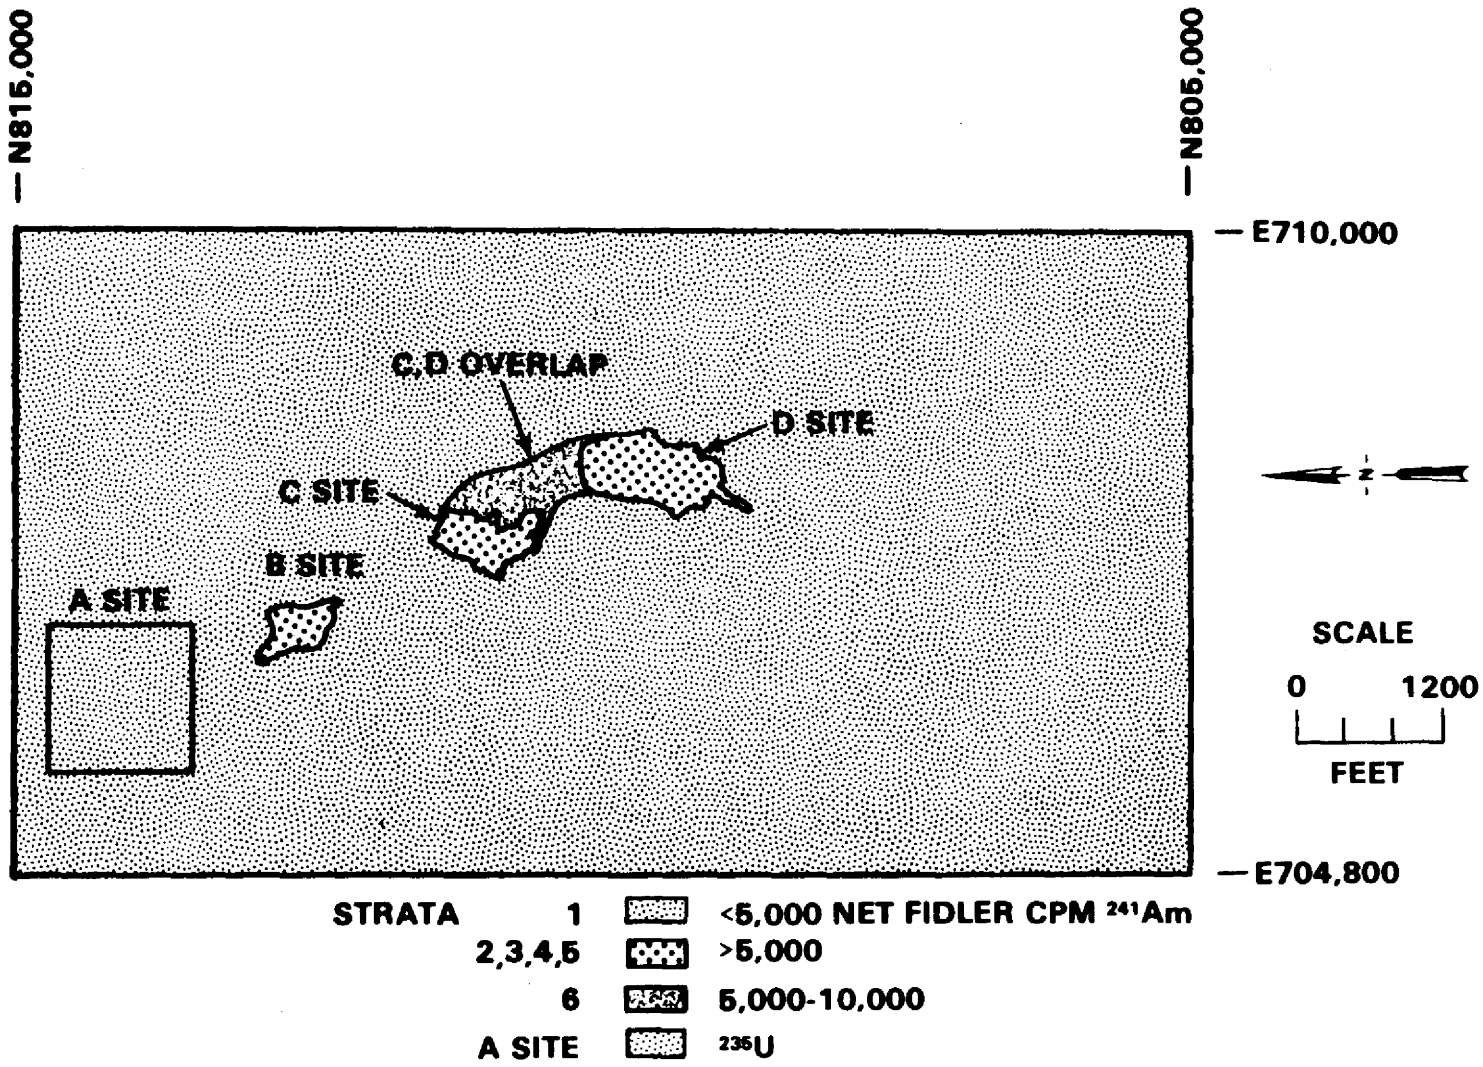 — N815,000
— N805,000
— E710,000
C,D OVERLAP
D SITE
C SITE
N
B SITE
A SITE
SCALE
0 1200
FEET
— E704,800
STRATA 1 <5,000 NET FIDLER CPM ²⁴¹Am
2,3,4,5 >5,000
6 5,000-10,000
A SITE ²³⁵U